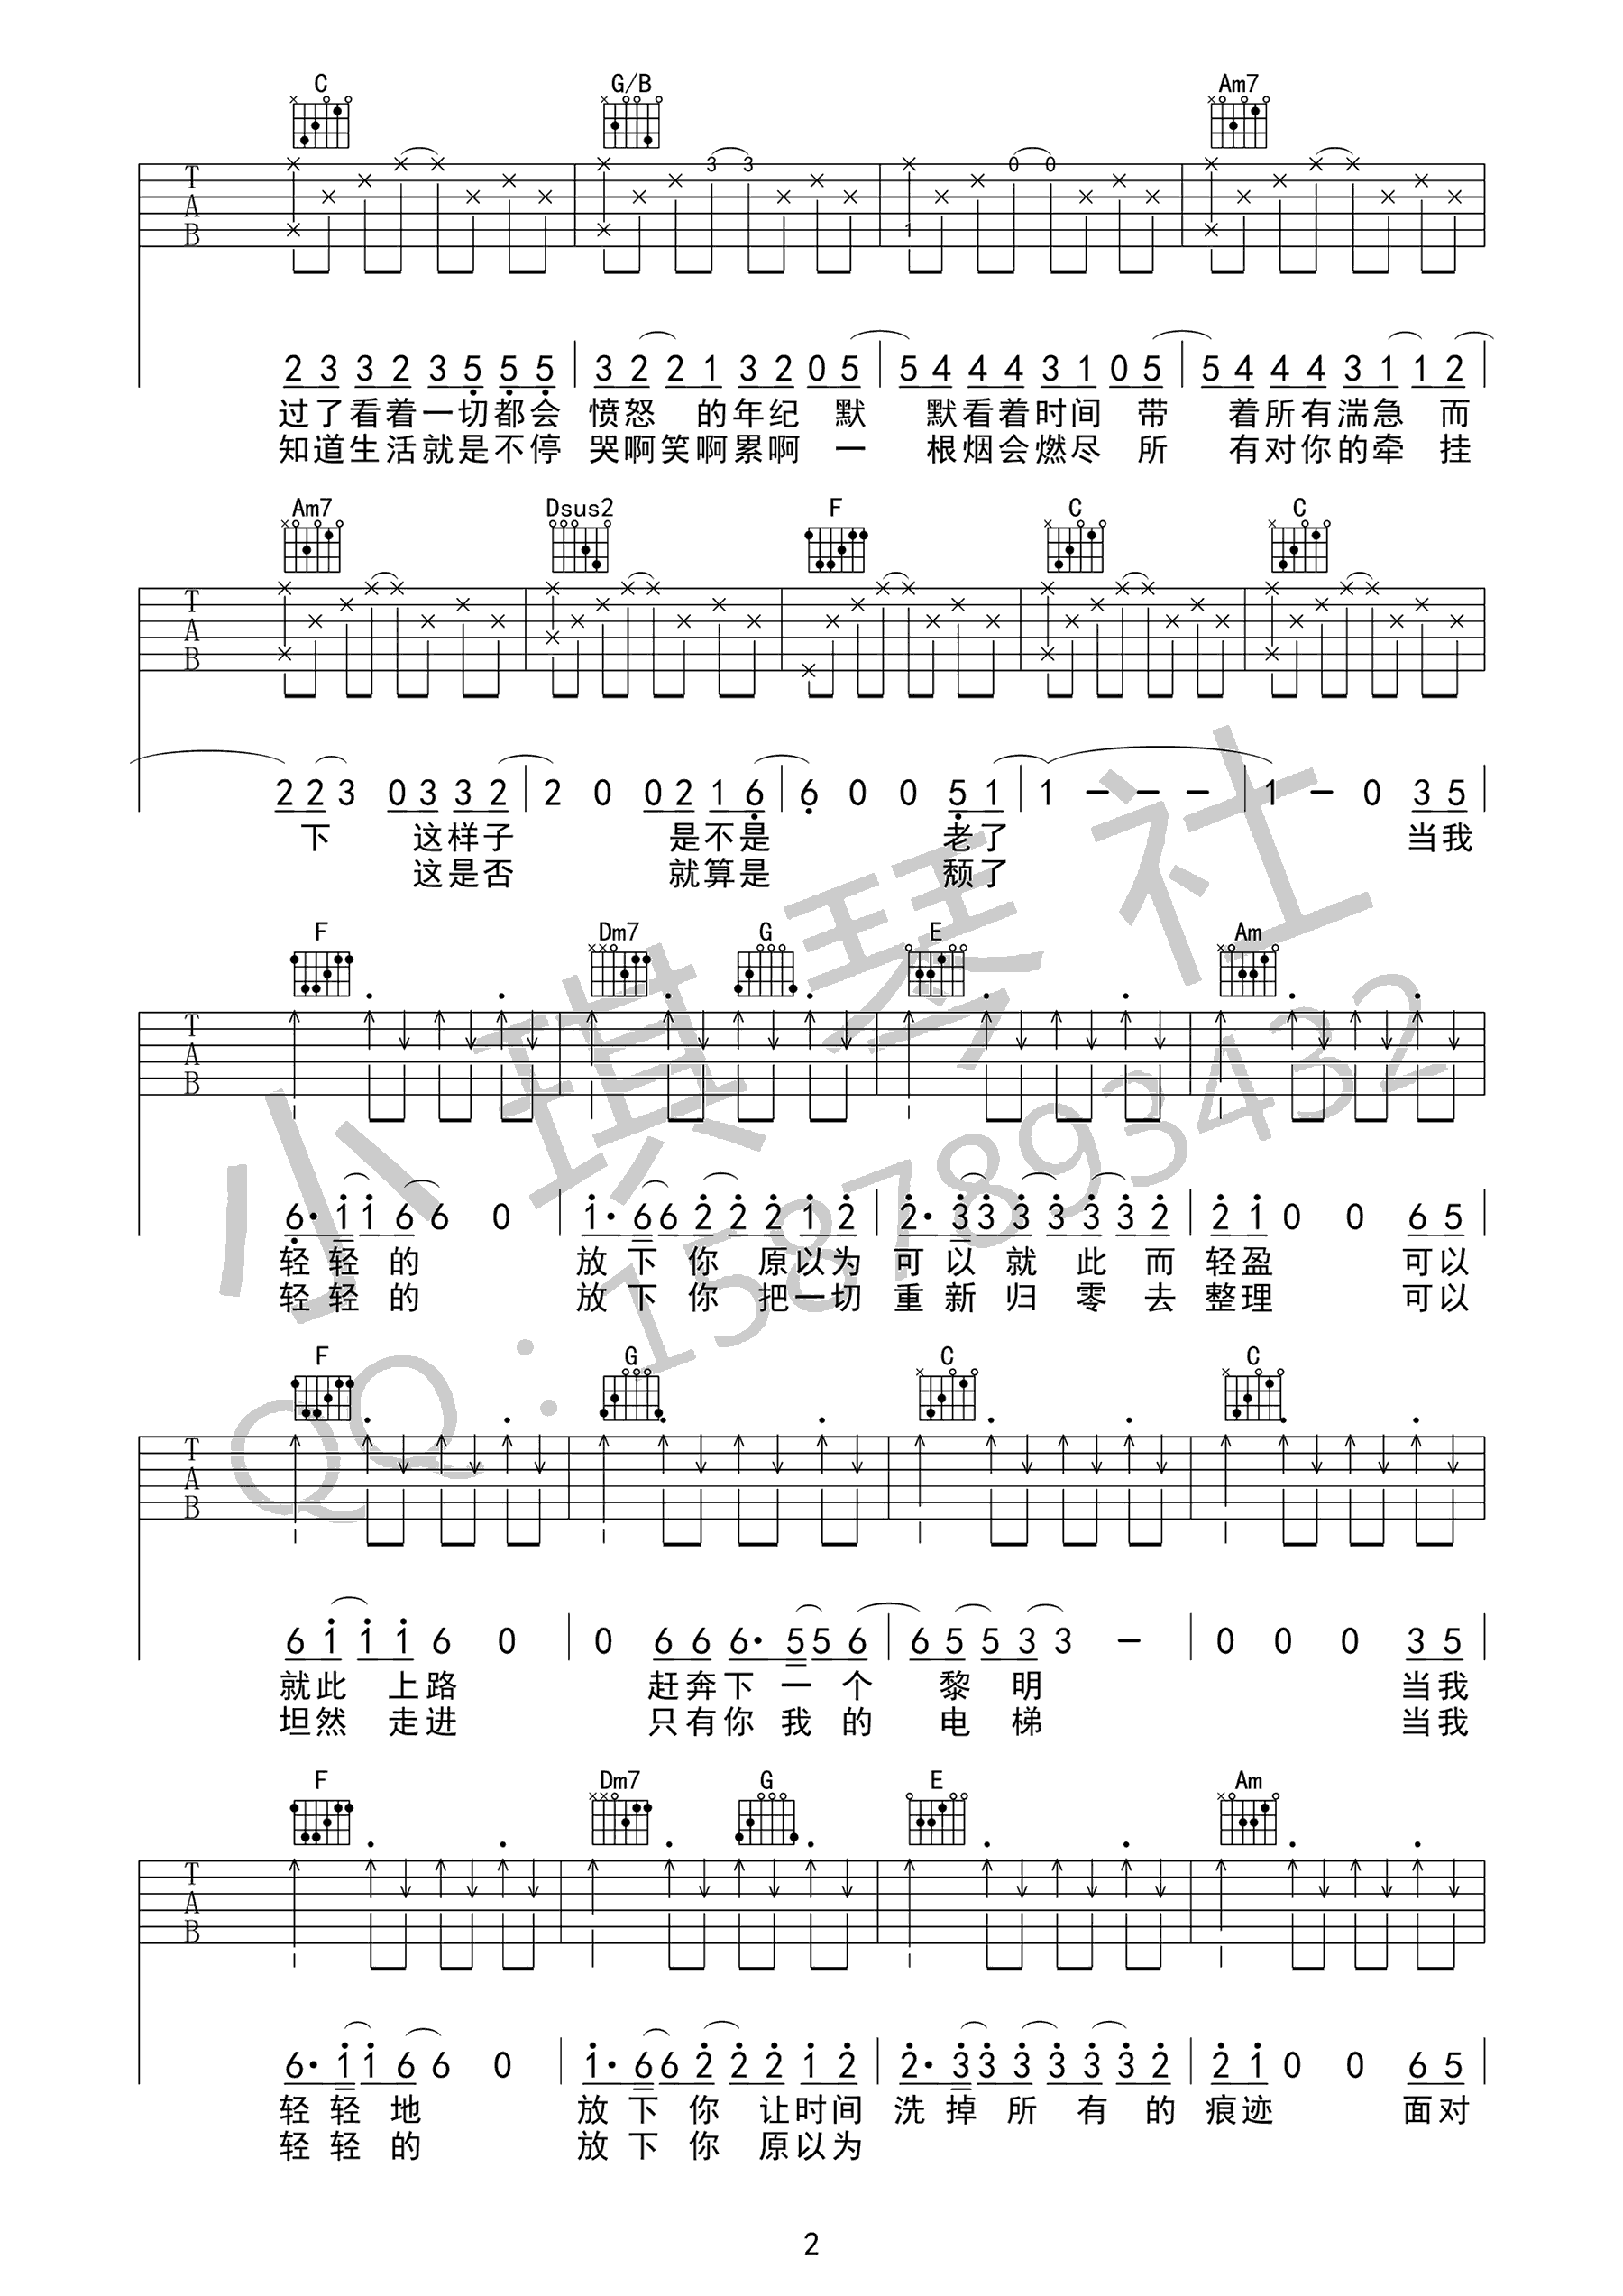 C G/B Am7
T A B 3 3 1 0 0
2 3 3 2 3 5 5 5 | 3 2 2 1 3 2 0 5 | 5 4 4 4 3 1 0 5 | 5 4 4 4 3 1 1 2 |
过了看着一切都会 愤怒 的年纪 默 默看着时间 带 着所有湍急 而
知道生活就是不停 哭啊笑啊累啊 一 根烟会燃尽 所 有对你的牵 挂
Am7 Dsus2 F C C
T A B
2 2 3 0 3 3 2 | 2 0 0 2 1 6 | 6 0 0 5 1 | 1 - - - | 1 - 0 3 5 |
下 这样子 是不是 老了 当我
这是否 就算是 颓了
F Dm7 G E Am
T A B
6· 1 1 6 6 0 | 1· 6 6 2 2 2 1 2 | 2· 3 3 3 3 3 3 2 | 2 1 0 0 6 5 |
轻 轻 的 放 下 你 原以为 可 以 就 此 而 轻盈 可以
轻 轻 的 放 下 你 把一切 重 新 归 零 去 整理 可以
F G C C
T A B
6 1 1 1 6 0 | 0 6 6 6· 5 5 6 | 6 5 5 3 3 - | 0 0 0 3 5 |
就此 上路 赶奔下 一 个 黎 明 当我
坦然 走进 只有你 我 的 电 梯 当我
F Dm7 G E Am
T A B
6· 1 1 6 6 0 | 1· 6 6 2 2 2 1 2 | 2· 3 3 3 3 3 3 2 | 2 1 0 0 6 5 |
轻 轻 地 放 下 你 让时间 洗 掉 所 有 的 痕迹 面对
轻 轻 的 放 下 你 原以为
小琪琴社
QQ：158789343​2
2